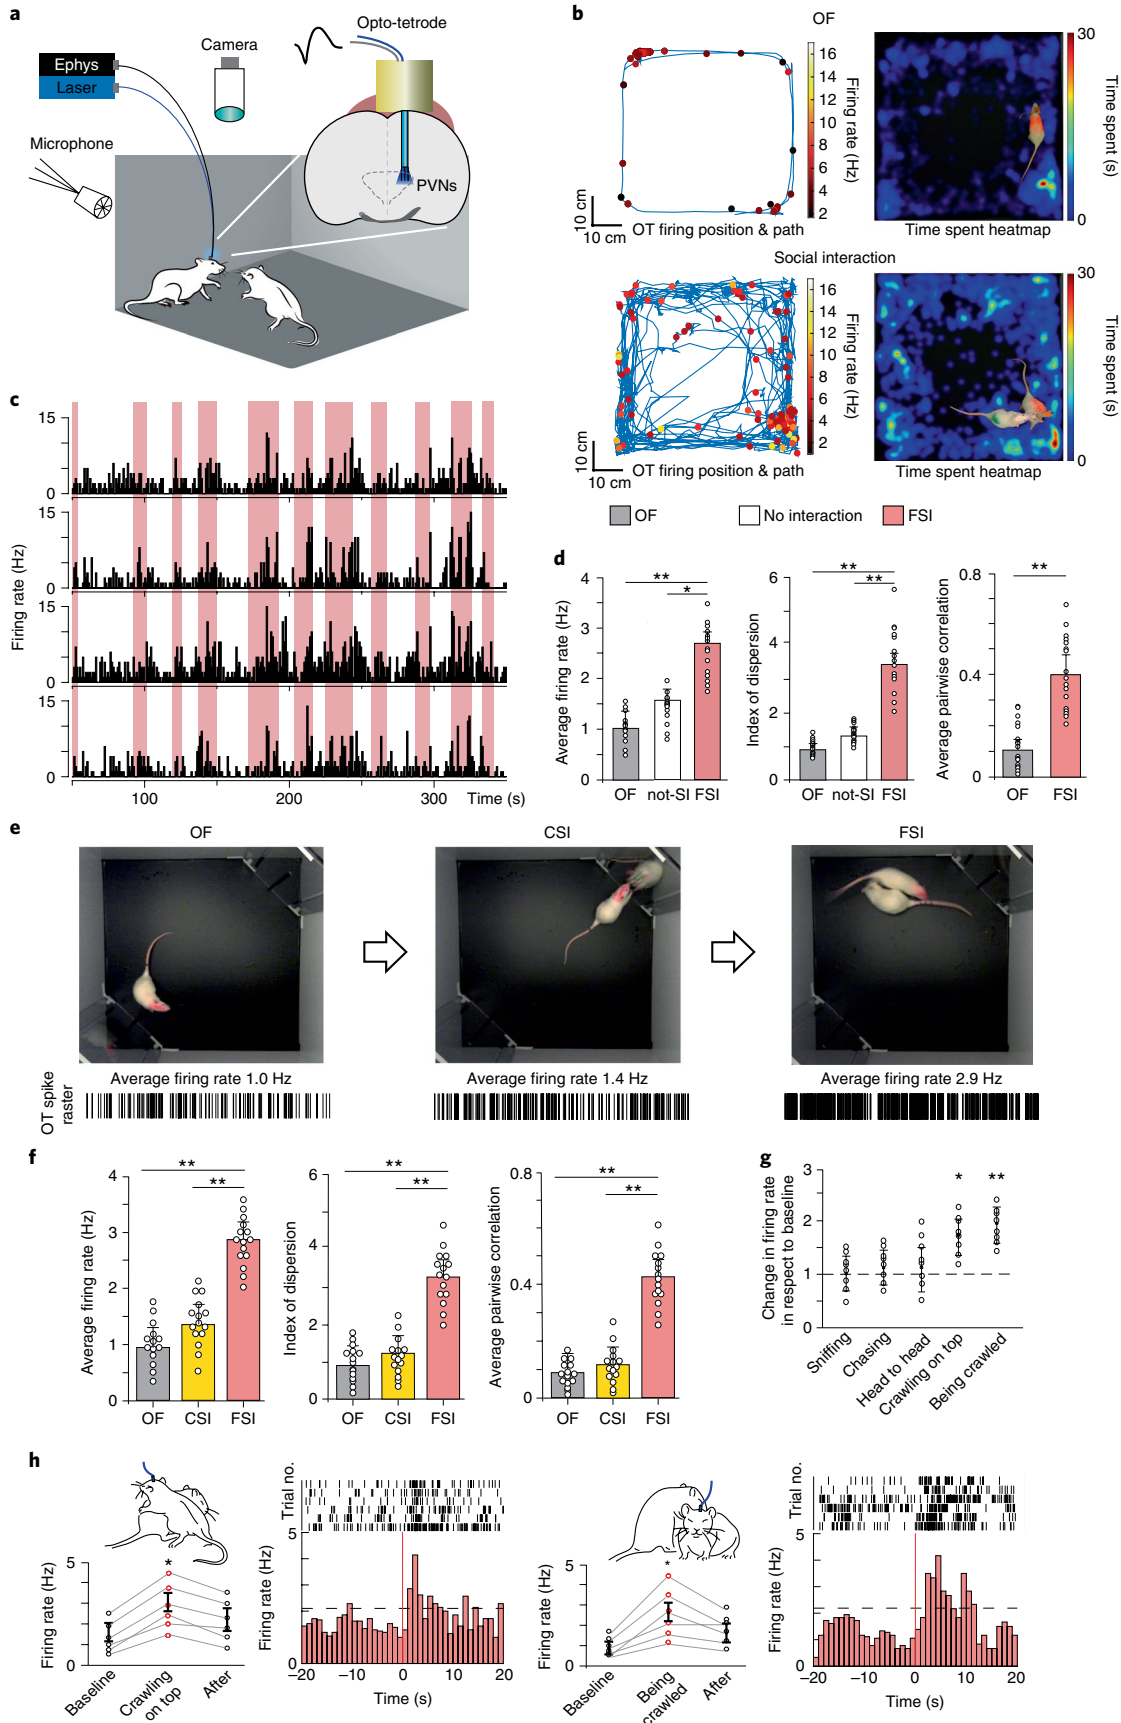 a
Opto-tetrode
Camera
Ephys
Laser
Microphone
PVNs
b
OF
16
14
12
10
8
6
4
2
Firing rate (Hz)
10 cm
10 cm
OT firing position & path
30
0
Time spent (s)
Time spent heatmap
Social interaction
16
14
12
10
8
6
4
2
Firing rate (Hz)
10 cm
10 cm
OT firing position & path
30
0
Time spent (s)
Time spent heatmap
OF
No interaction
FSI
c
Firing rate (Hz)
15
0
15
0
15
0
15
0
100
200
300
Time (s)
d
Average firing rate (Hz)
4
3
2
1
0
**
*
OF not-SI FSI
Index of dispersion
6
4
2
0
**
**
OF not-SI FSI
Average pairwise correlation
0.8
0.4
0
**
OF FSI
e
OF
CSI
FSI
Average firing rate 1.0 Hz
Average firing rate 1.4 Hz
Average firing rate 2.9 Hz
OT spike
raster
f
Average firing rate (Hz)
4
3
2
1
0
**
**
OF CSI FSI
Index of dispersion
6
4
2
0
**
**
OF CSI FSI
Average pairwise correlation
0.8
0.4
0
**
**
OF CSI FSI
g
Change in firing rate
in respect to baseline
3
2
1
0
*
**
Sniffing
Chasing
Head to head
Crawling on top
Being crawled
h
Firing rate (Hz)
5
0
*
Baseline
Crawling
on top
After
Trial no.
Firing rate (Hz)
5
0
–20 –10 0 10 20
Time (s)
Firing rate (Hz)
5
0
*
Baseline
Being
crawled
After
Trial no.
Firing rate (Hz)
5
0
–20 –10 0 10 20
Time (s)